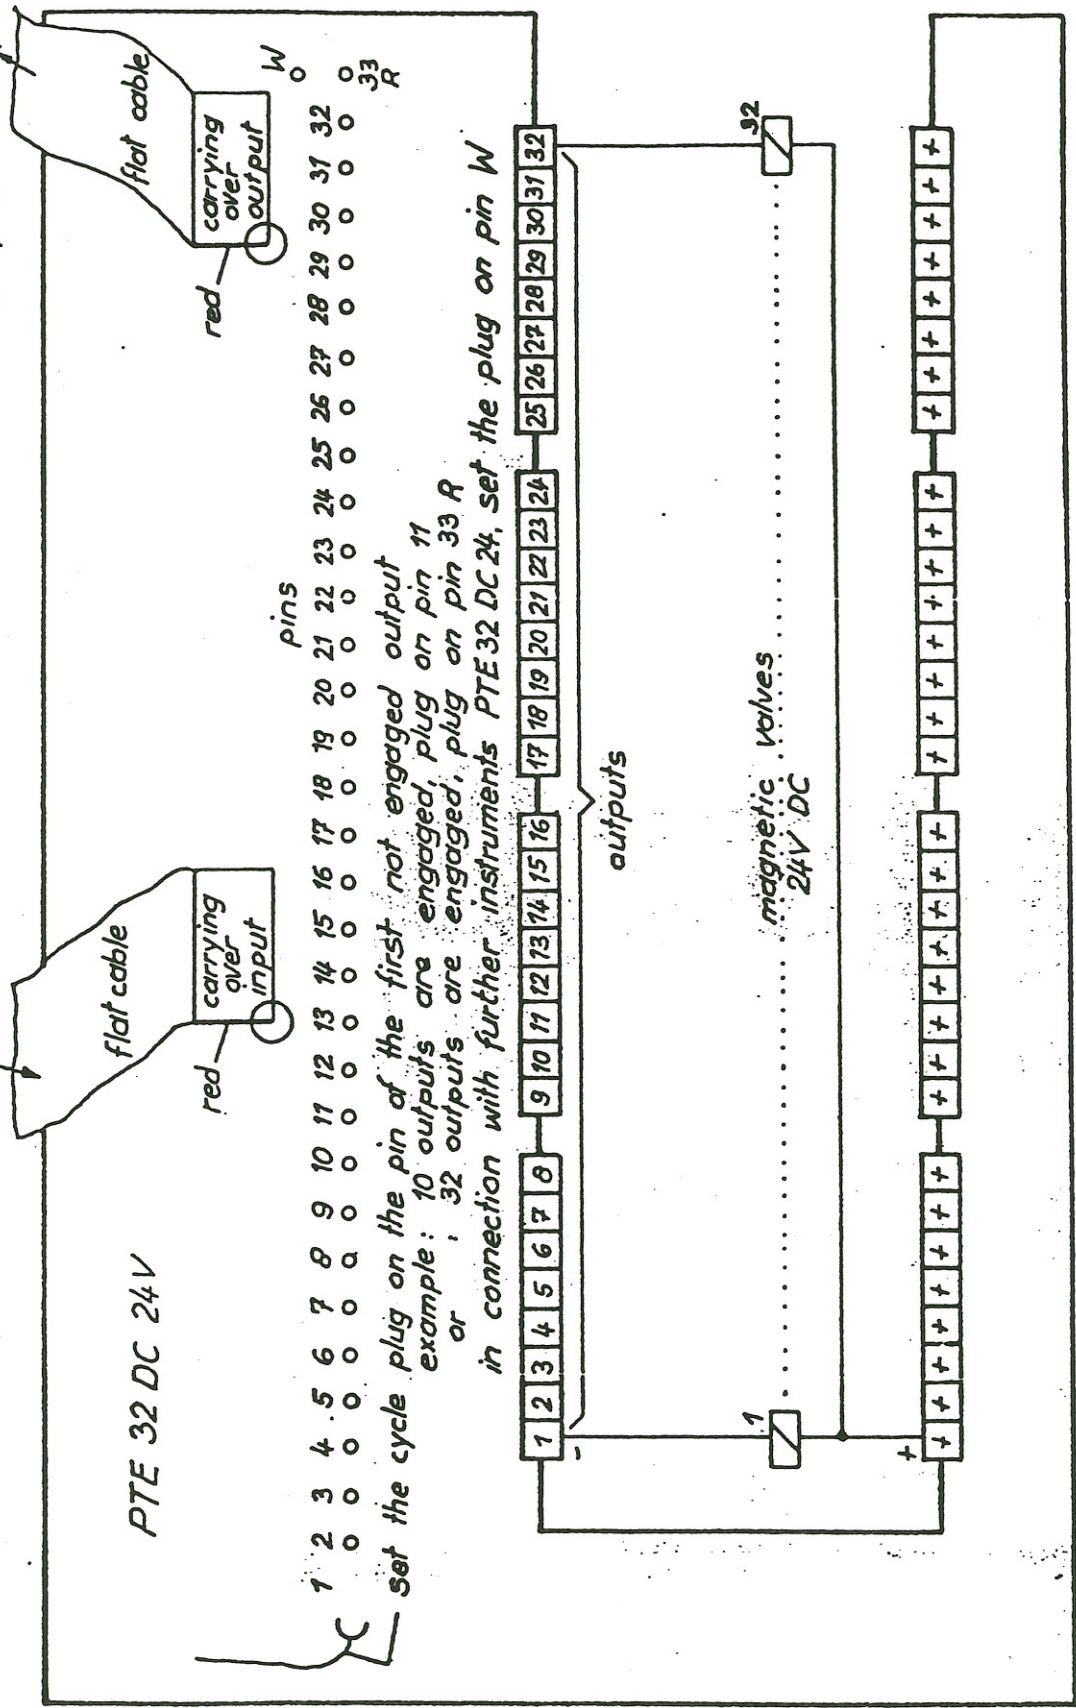 PTE 32 DC 24V
flat cable
flat cable
red
carrying
over
input
red
carrying
over
output
pins
W
1 2 3 4 5 6 7 8 9 10 11 12 13 14 15 16 17 18 19 20 21 22 23 24 25 26 27 28 29 30 31 32
33
R
set the cycle plug on the pin of the first not engaged output
example: 10 outputs are engaged, plug on pin 11
or : 32 outputs are engaged, plug on pin 33 R
in connection with further instruments PTE 32 DC 24, set the plug on pin W
1 2 3 4 5 6 7 8 9 10 11 12 13 14 15 16 17 18 19 20 21 22 23 24 25 26 27 28 29 30 31 32
-
outputs
1 32
magnetic valves
24V DC
+
+ + + + + + + + + + + + + + + + + + + + + + + + + + + + + + + +